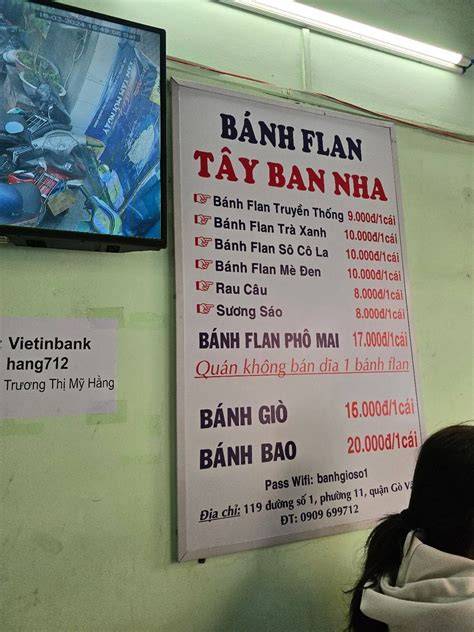 BÁNH FLAN
TÂY BAN NHA
Bánh Flan Truyền Thống 9.000đ/1cái
Bánh Flan Trà Xanh 10.000đ/1cái
Bánh Flan Sô Cô La 10.000đ/1cái
Bánh Flan Mè Đen 10.000đ/1cái
Rau Câu 8.000đ/1cái
Sương Sáo 8.000đ/1cái
BÁNH FLAN PHÔ MAI 17.000đ/1cái
Quán không bán dĩa 1 bánh flan
BÁNH GIÒ 16.000đ/1cái
BÁNH BAO 20.000đ/1cái
Pass Wifi: banhgioso1
Địa chỉ: 119 đường số 1, phường 11, quận Gò
ĐT: 0909 699712
Vietinbank
hang712
Trương Thị Mỹ Hằng